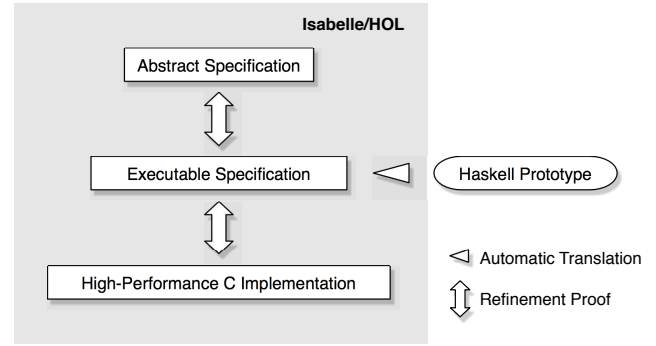 Isabelle/HOL
Abstract Specification
Executable Specification
Haskell Prototype
High-Performance C Implementation
Automatic Translation
Refinement Proof